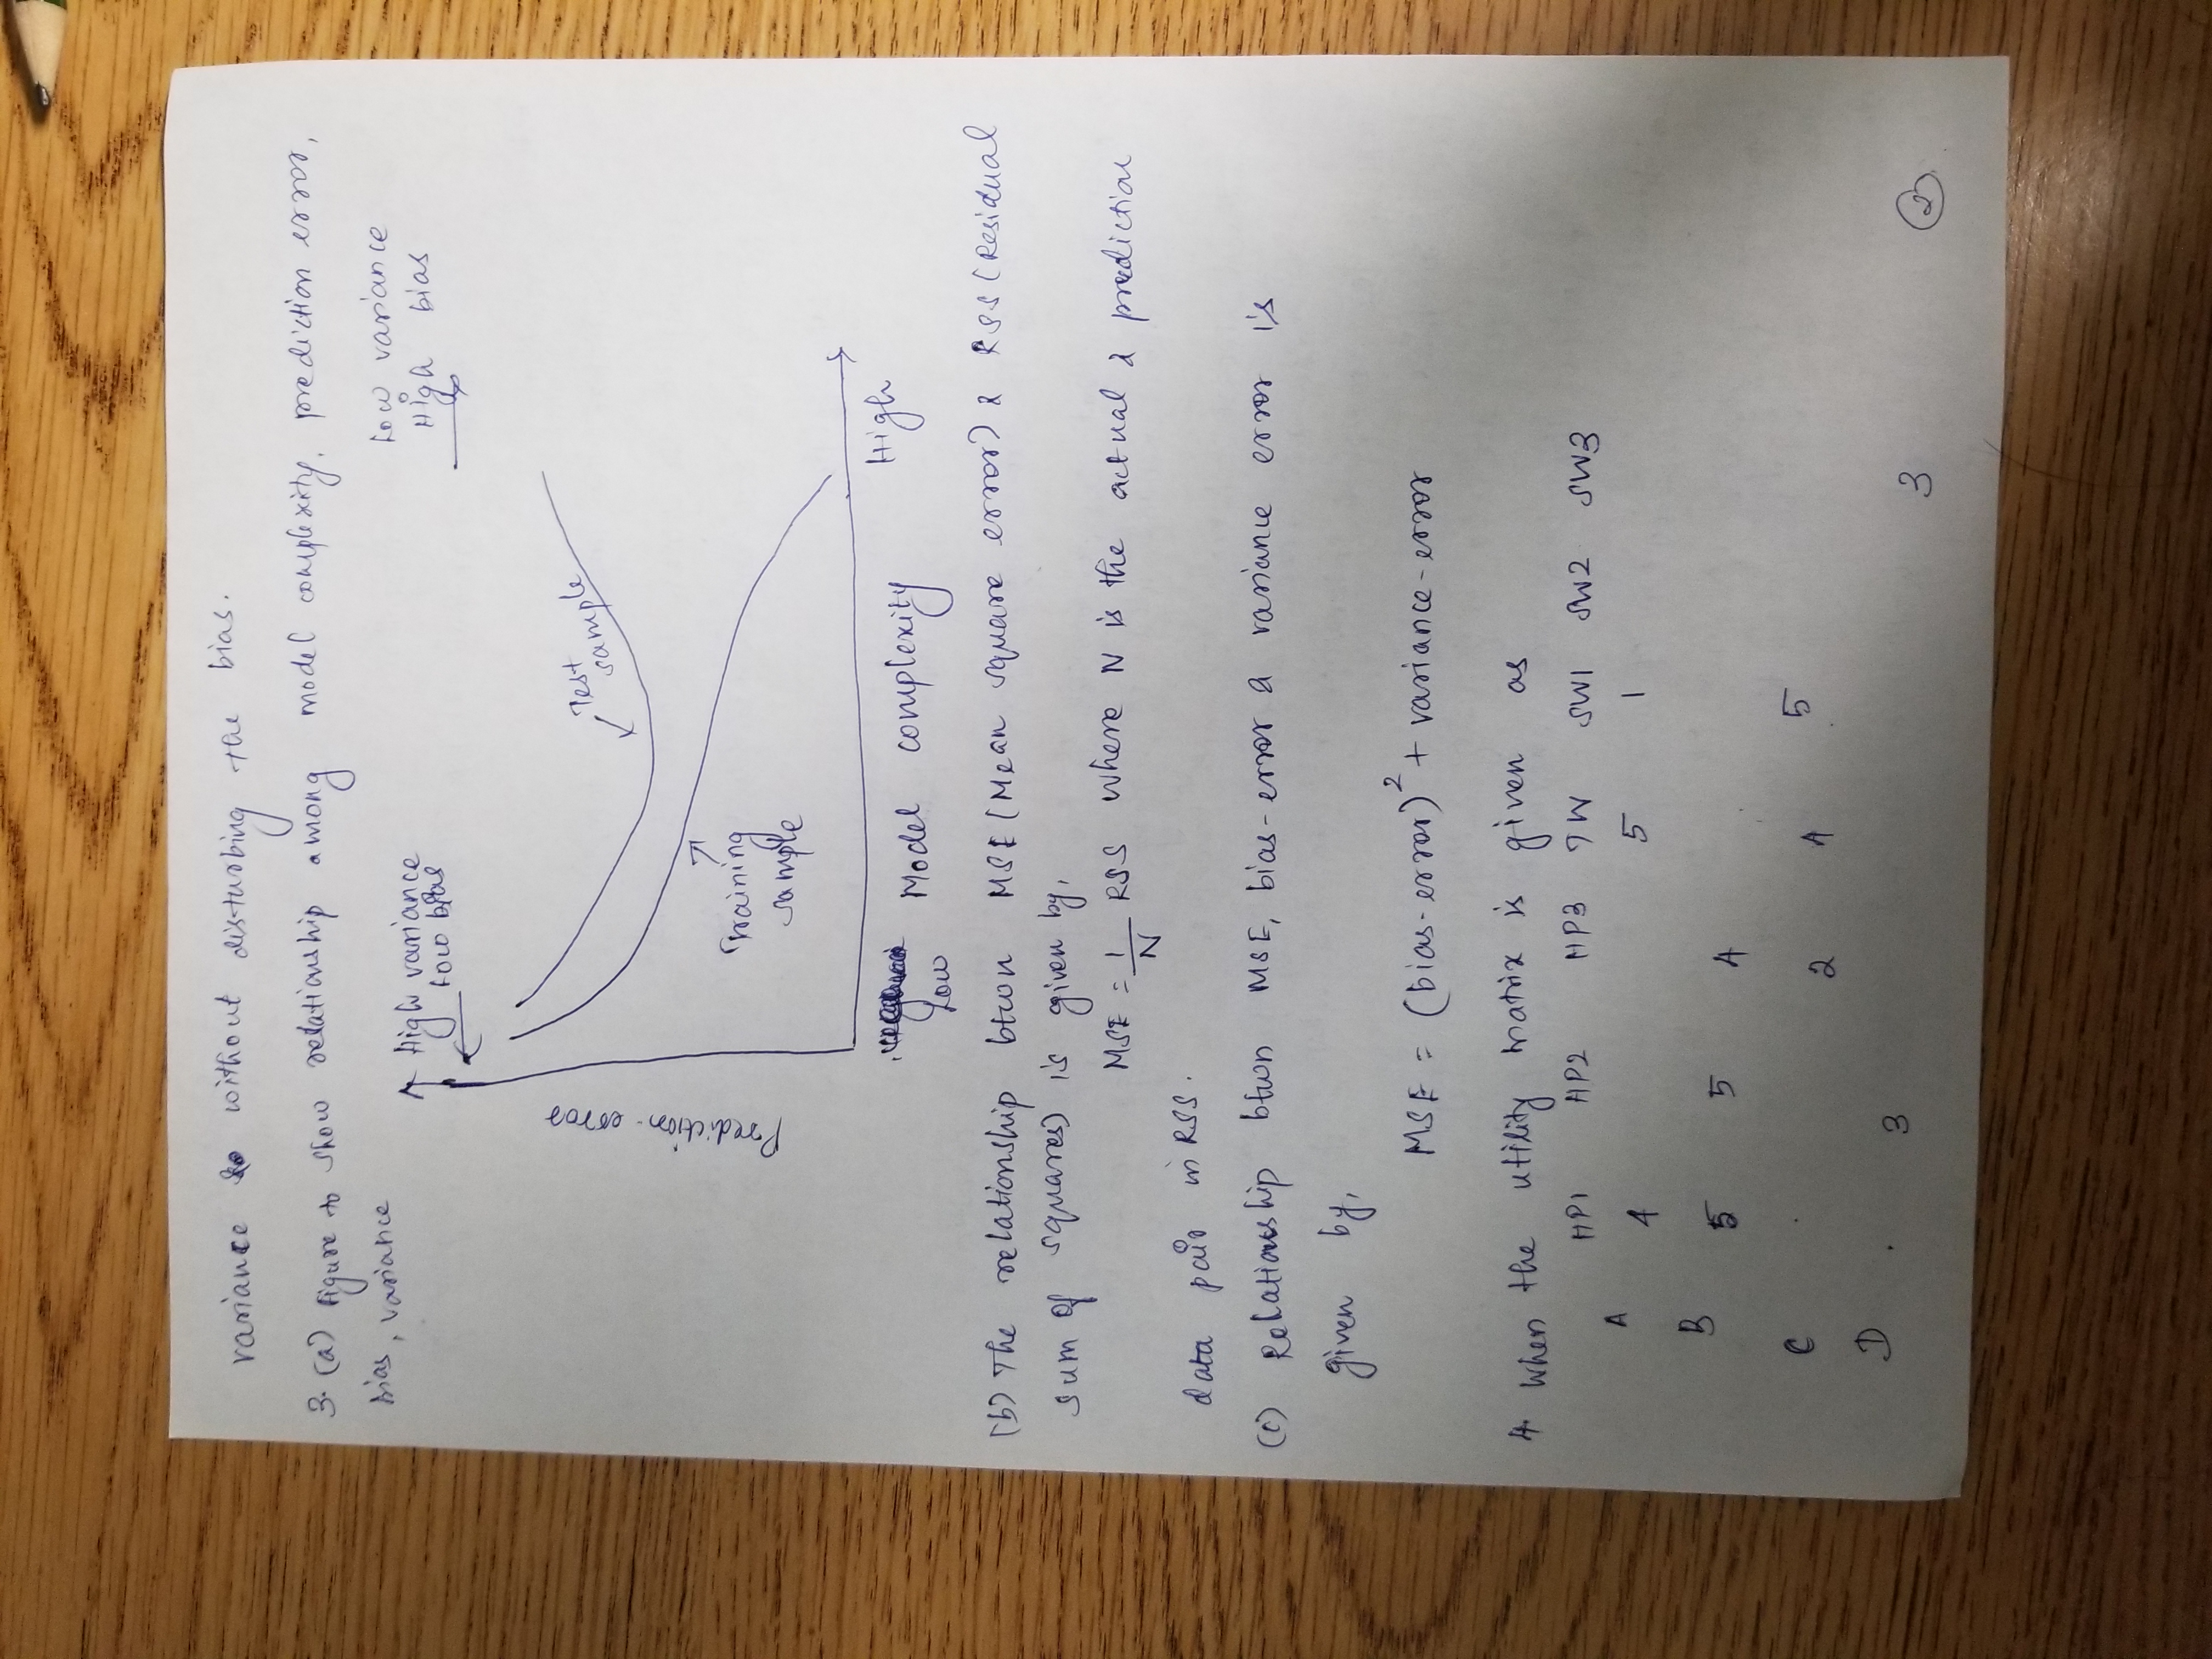 variance without disturbing the bias.
3. (a) Figure to show relationship among model complexity, prediction error,
bias, variance
High variance
Low bias
Low variance
High bias
Prediction-error
Test
sample
Training
sample
High
Model complexity
Low
(b) The relationship btwn MSE (Mean square error) & RSS (Residual
sum of squares) is given by,
MSE = 1/N RSS where N is the actual & prediction
data pair in RSS.
(c) Relationship btwn MSE, bias-error & variance error is
given by,
MSE = (bias-error)² + variance-error
4. When the utility matrix is given as
HP1 HP2 HP3 TW SW1 SW2 SW3
A 4 5 1
B 5 5 4
C 2 4 5
D 3 3
2